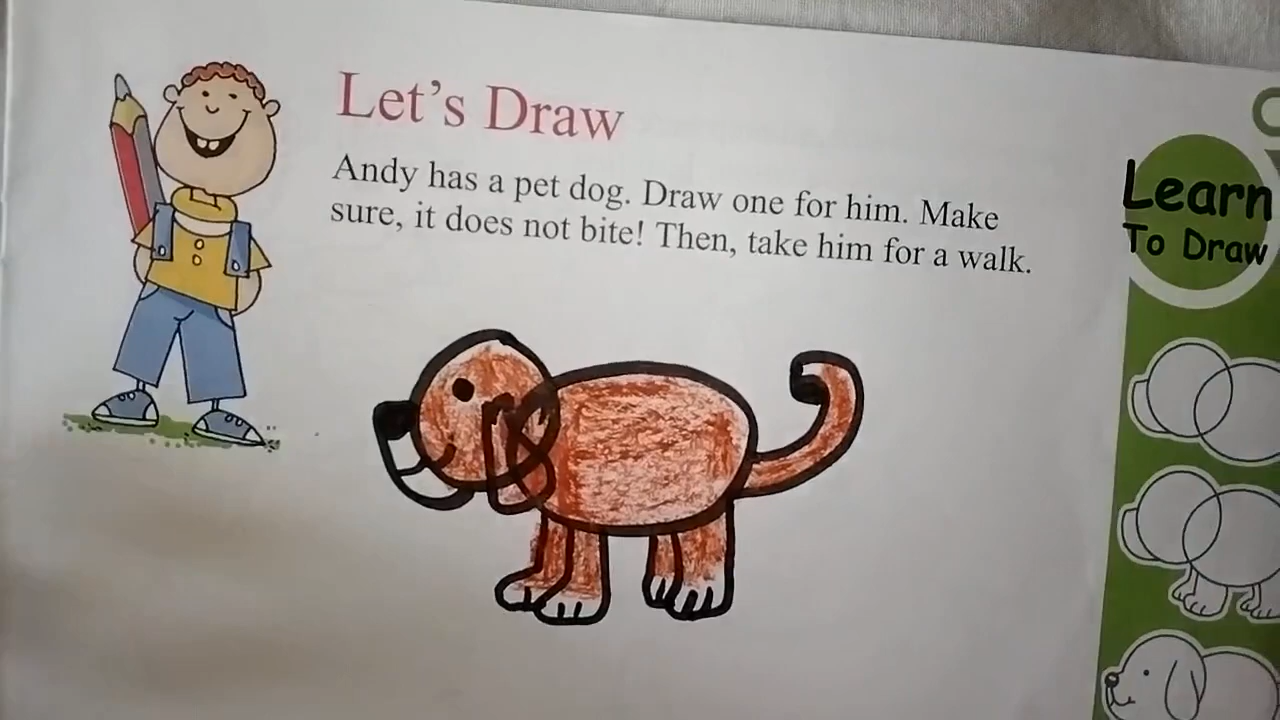 Let's Draw
Andy has a pet dog. Draw one for him. Make
sure, it does not bite! Then, take him for a walk.
Learn
To Draw